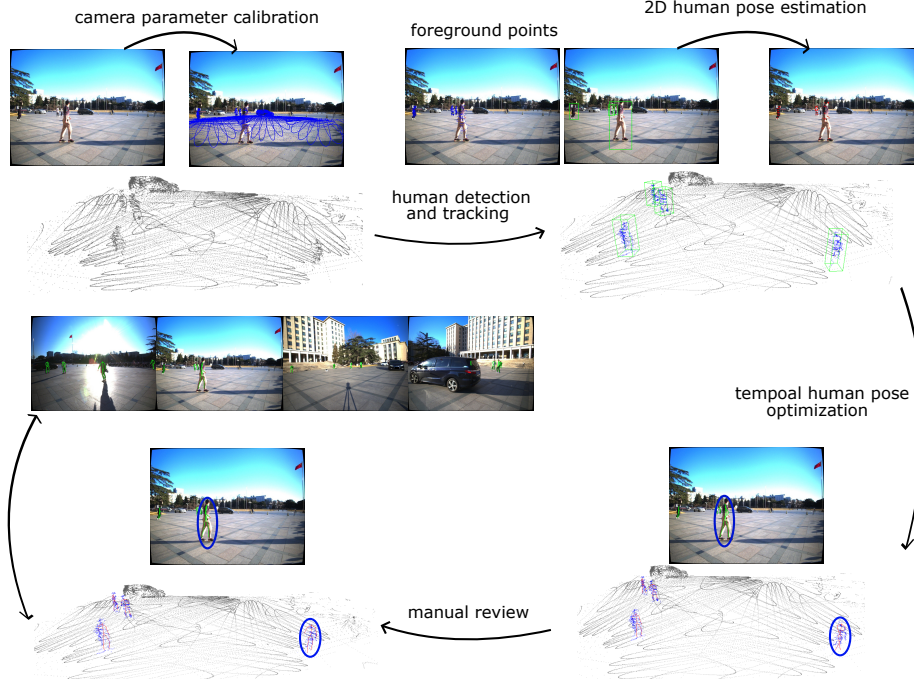 camera parameter calibration
foreground points
2D human pose estimation
human detection
and tracking
tempoal human pose
optimization
manual review